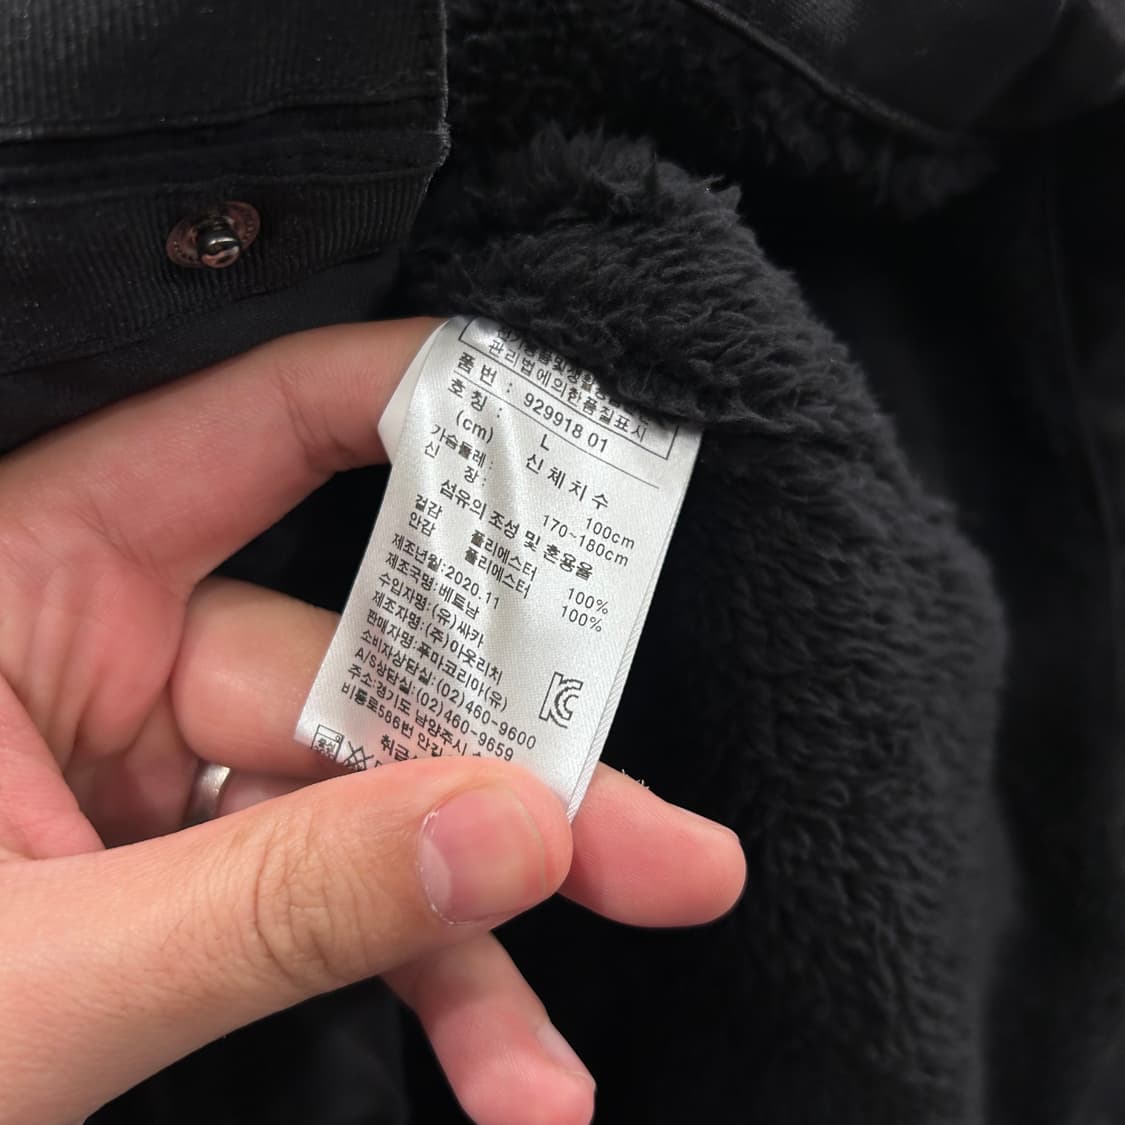 관리법에의한품질표시
품 번 : 929918 01
호 칭 : L
(cm) 신 체 치 수
가슴둘레 : 100cm
신 장 : 170~180cm
섬유의 조성 및 혼용율
겉감 폴리에스터 100%
안감 폴리에스터 100%
제조년월:2020.11
제조국명:베트남
수입자명:(유)싸카
제조자명:(주)아웃리치
판매자명:푸마코리아(유)
소비자상담실:(02)460-9600
A/S상담실:(02)460-9659
주소:경기도 남양주시
비룡로586번 안길